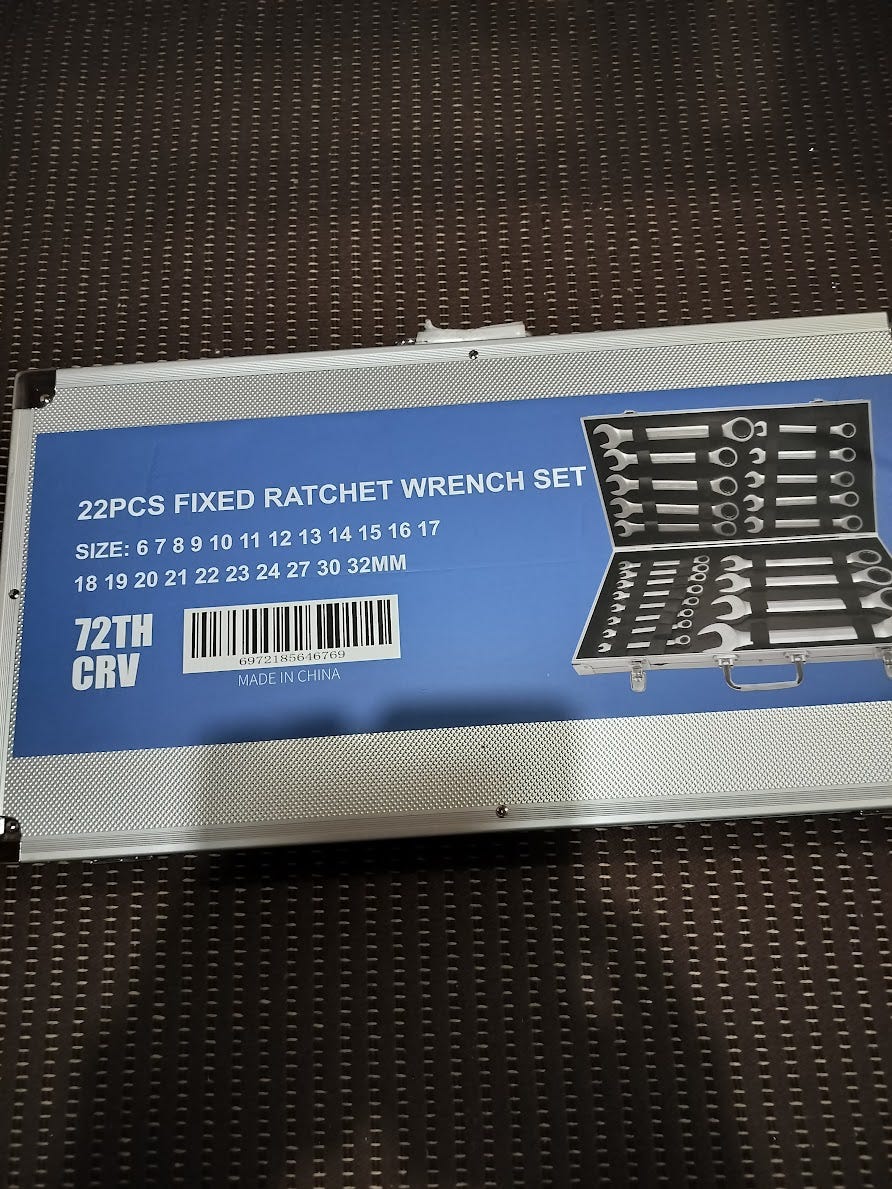 22PCS FIXED RATCHET WRENCH SET
SIZE: 6 7 8 9 10 11 12 13 14 15 16 17
18 19 20 21 22 23 24 27 30 32MM
72TH
CRV
6972185646769
MADE IN CHINA